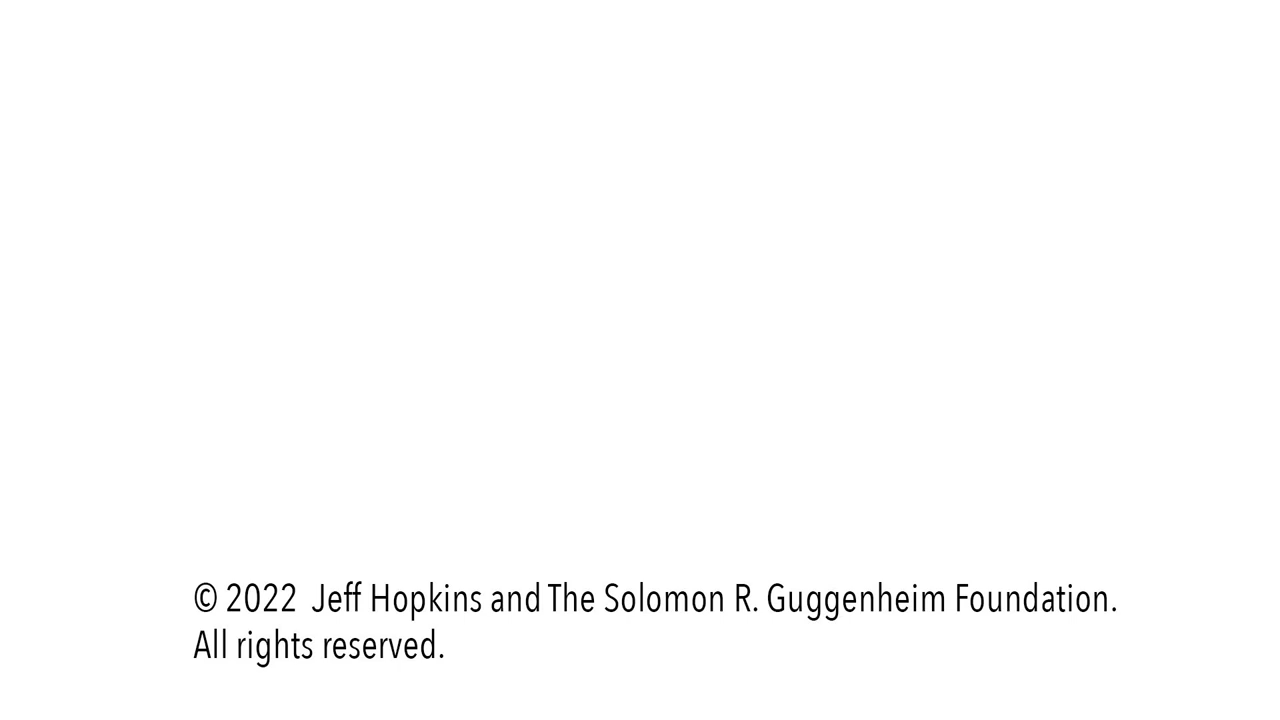 © 2022 Jeff Hopkins and The Solomon R. Guggenheim Foundation.
All rights reserved.